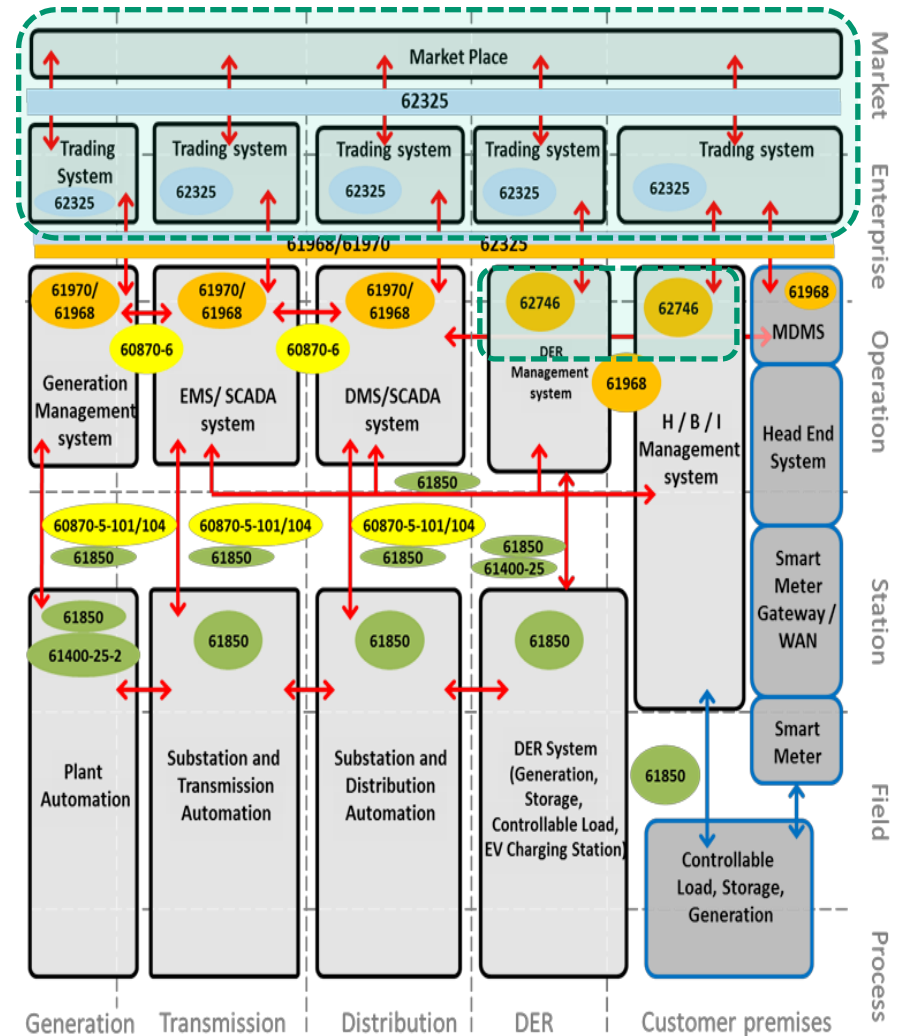 Market Place
62325
Trading
System
62325
Trading system
62325
Trading system
62325
Trading system
62325
Trading system
62325
61968/61970
62325
61970/
61968
61970/
61968
61970/
61968
62746
62746
61968
MDMS
60870-6
60870-6
Generation
Management
system
EMS/ SCADA
system
DMS/SCADA
system
DER
Management
system
61968
H / B / I
Management
system
Head End
System
61850
60870-5-101/104
61850
60870-5-101/104
61850
60870-5-101/104
61850
61850
61400-25
Smart
Meter
Gateway /
WAN
61850
61400-25-2
61850
61850
61850
Plant
Automation
Substation and
Transmission
Automation
Substation and
Distribution
Automation
DER System
(Generation,
Storage,
Controllable Load,
EV Charging Station)
61850
Smart
Meter
Controllable
Load, Storage,
Generation
Market
Enterprise
Operation
Station
Field
Process
Generation
Transmission
Distribution
DER
Customer premises